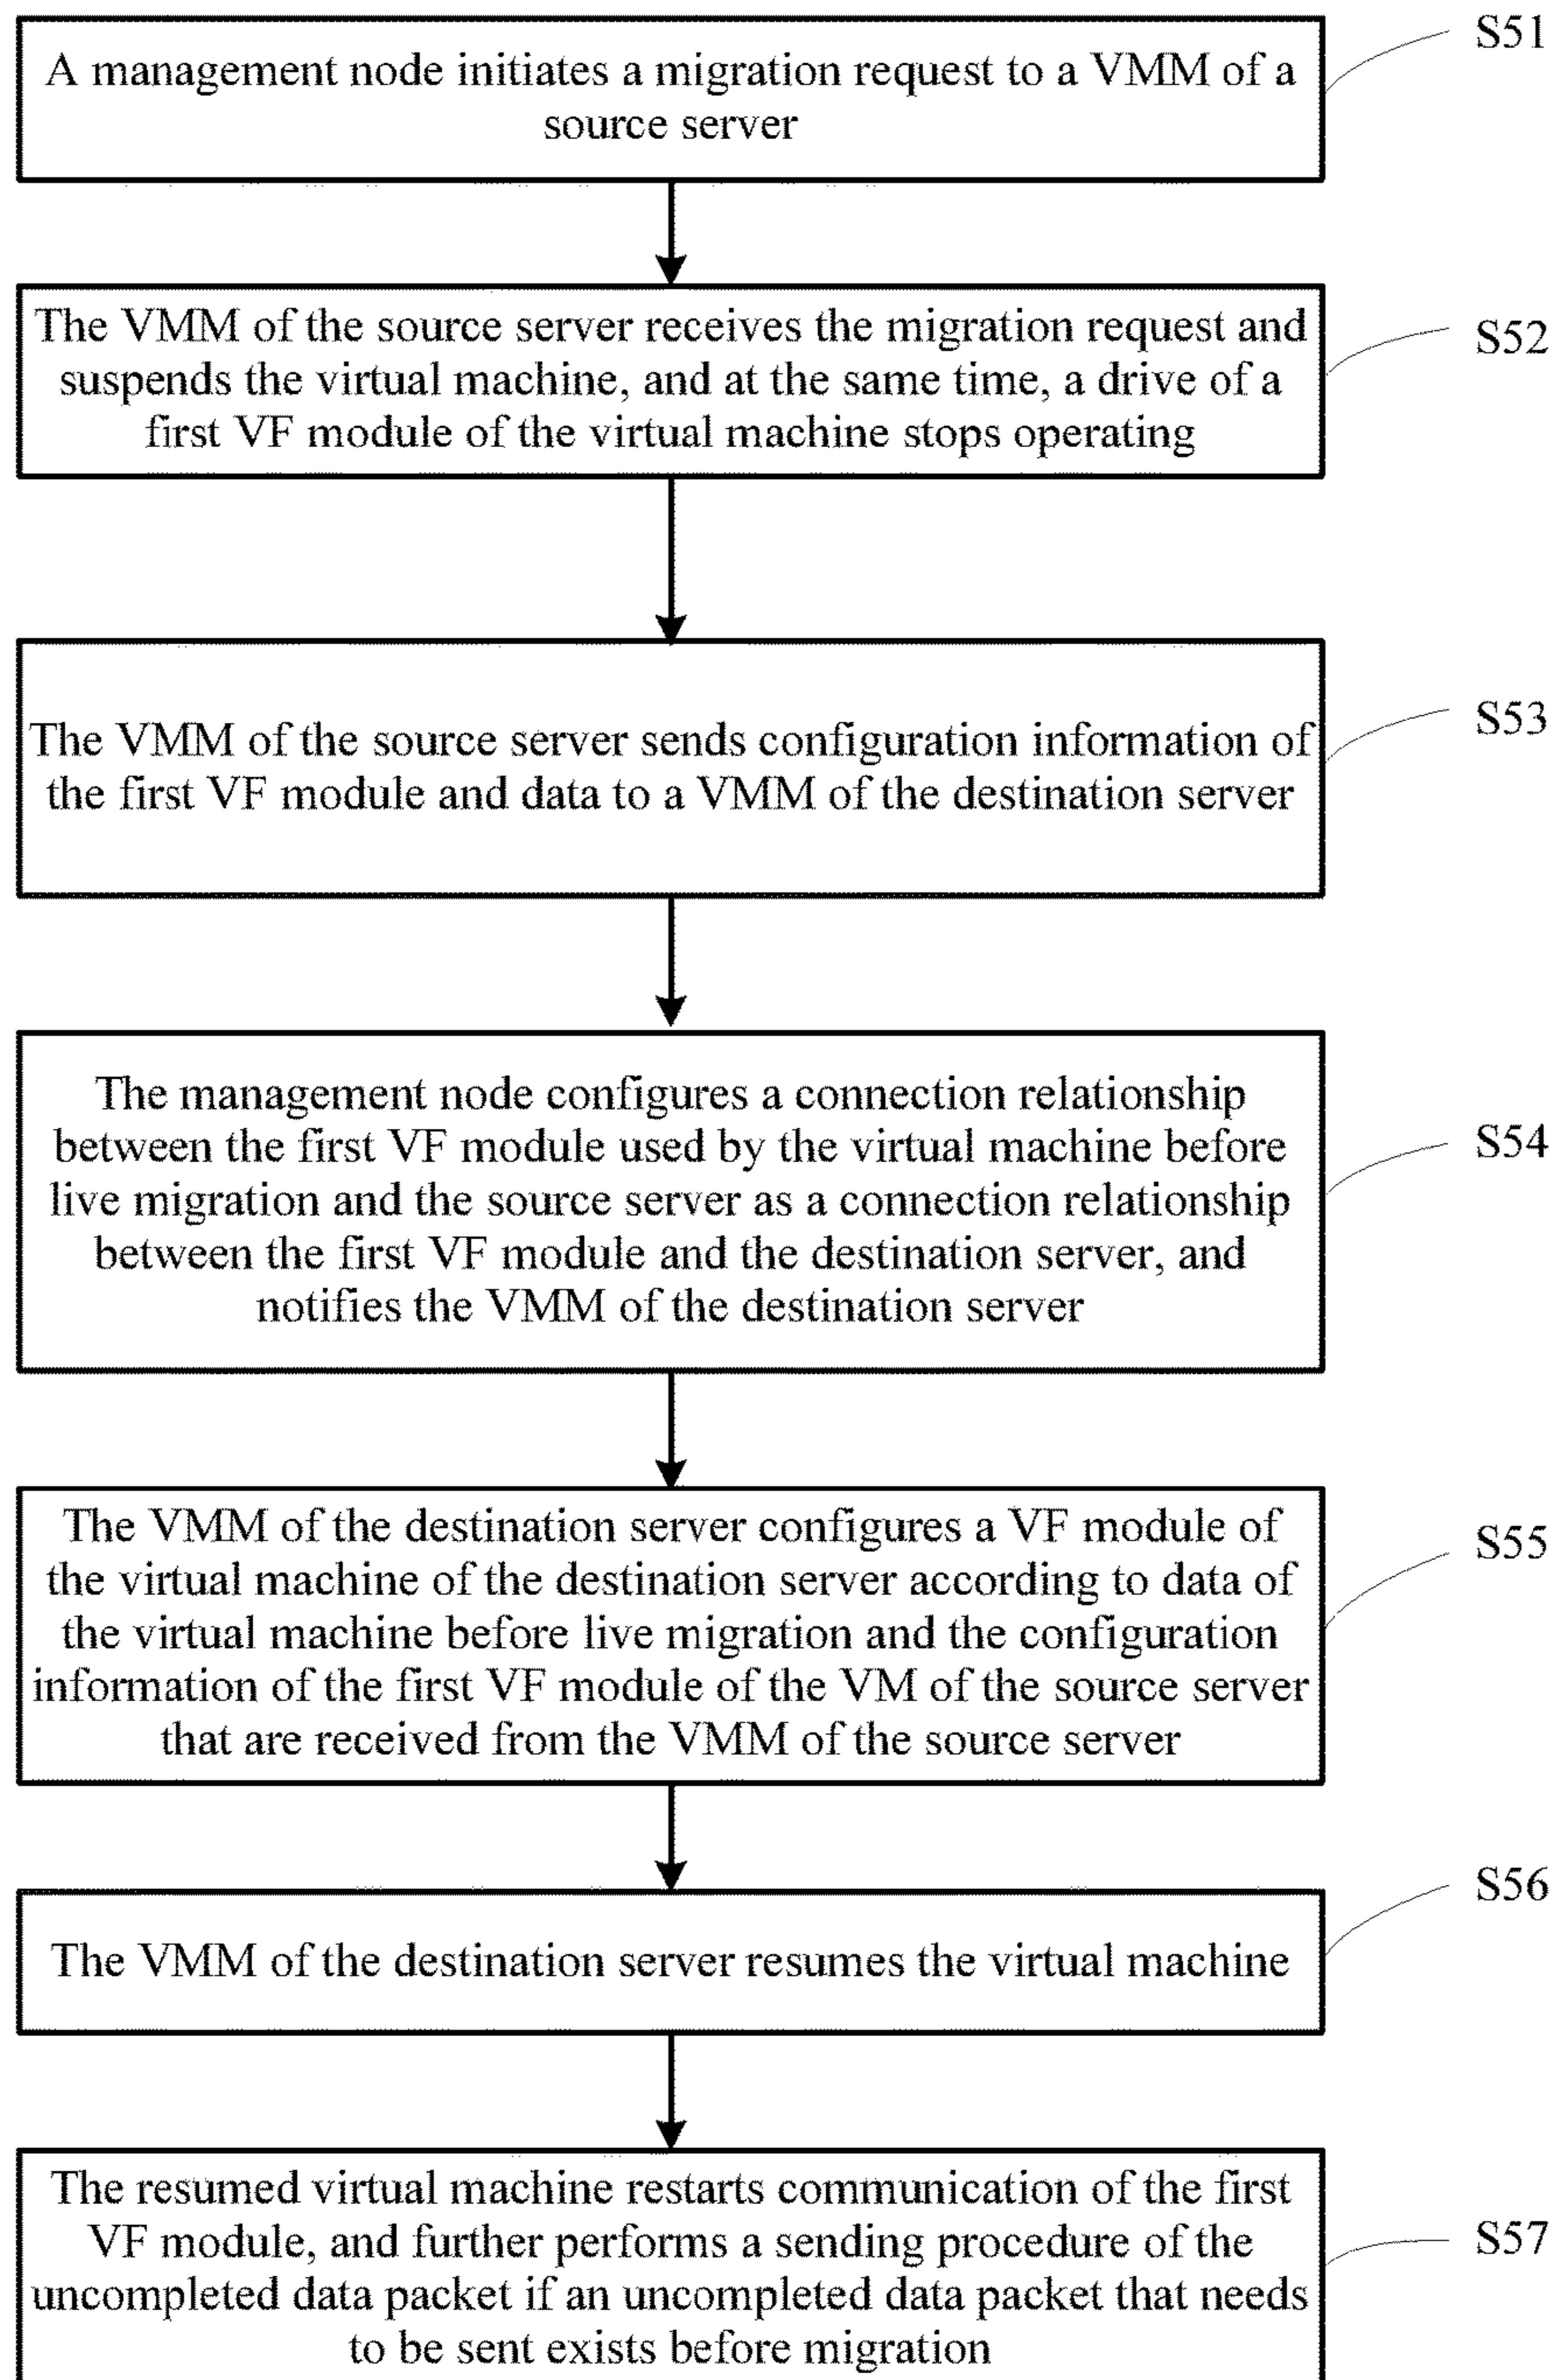 A management node initiates a migration request to a VMM of a
source server
S51
The VMM of the source server receives the migration request and
suspends the virtual machine, and at the same time, a drive of a
first VF module of the virtual machine stops operating
S52
The VMM of the source server sends configuration information of
the first VF module and data to a VMM of the destination server
S53
The management node configures a connection relationship
between the first VF module used by the virtual machine before
live migration and the source server as a connection relationship
between the first VF module and the destination server, and
notifies the VMM of the destination server
S54
The VMM of the destination server configures a VF module of
the virtual machine of the destination server according to data of
the virtual machine before live migration and the configuration
information of the first VF module of the VM of the source server
that are received from the VMM of the source server
S55
The VMM of the destination server resumes the virtual machine
S56
The resumed virtual machine restarts communication of the first
VF module, and further performs a sending procedure of the
uncompleted data packet if an uncompleted data packet that needs
to be sent exists before migration
S57